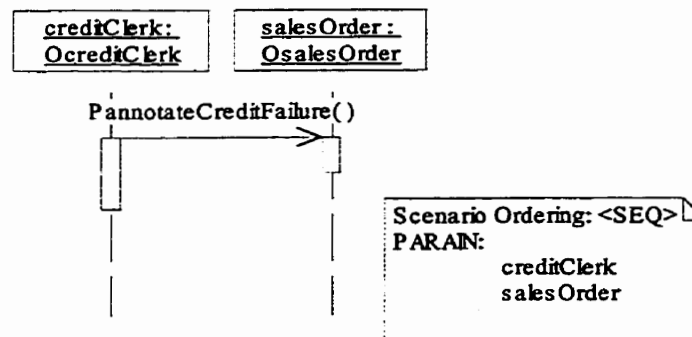 creditClerk:
OcreditClerk
salesOrder:
OsalesOrder
PannotateCreditFailure()
Scenario Ordering: <SEQ>
PARAIN:
creditClerk
salesOrder